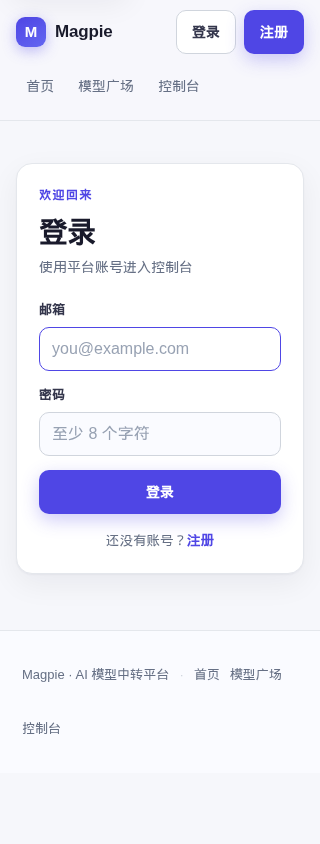 M Magpie 登录 注册
首页 模型广场 控制台
欢迎回来
登录
使用平台账号进入控制台
邮箱
you@example.com
密码
至少 8 个字符
登录
还没有账号？注册
Magpie · AI 模型中转平台 · 首页 模型广场
控制台